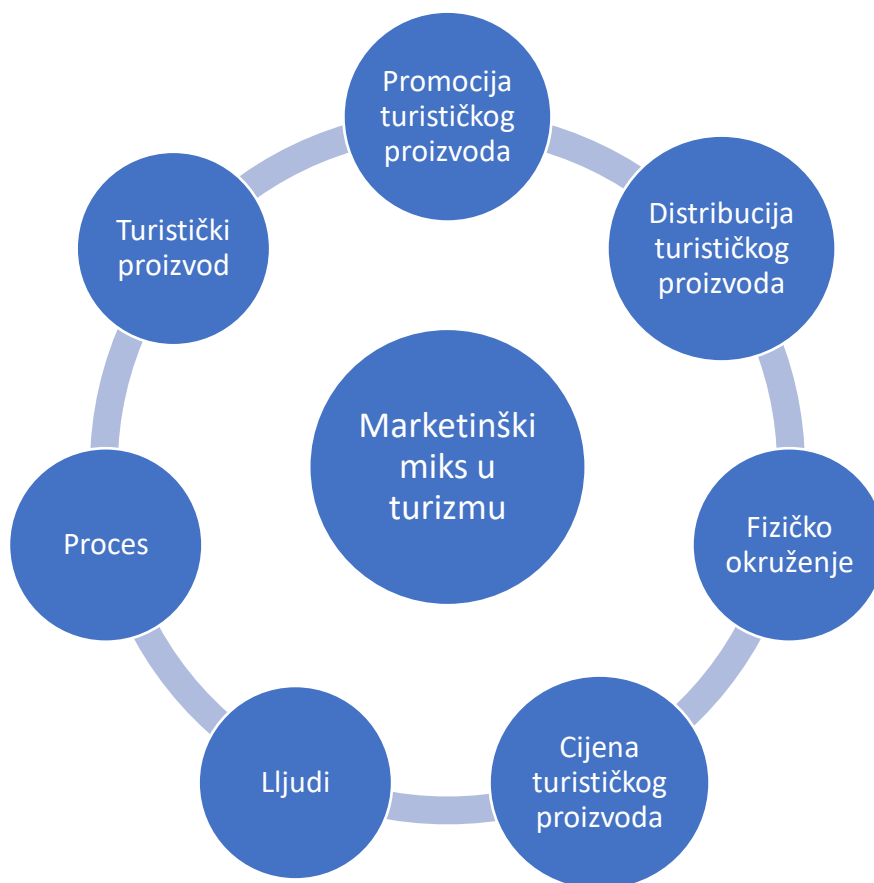 Promocija
turističkog
proizvoda
Distribucija
turističkog
proizvoda
Fizičko
okruženje
Cijena
turističkog
proizvoda
Lljudi
Proces
Turistički
proizvod
Marketinški
miks u
turizmu